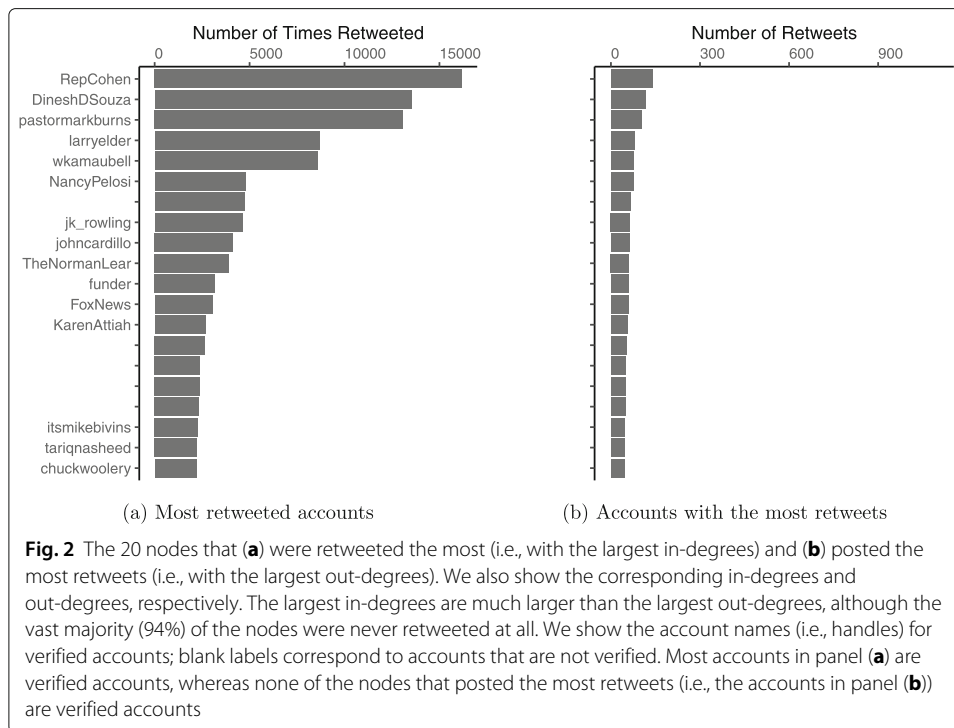 Number of Times Retweeted
0 5000 10000 15000
RepCohen
DineshDSouza
pastormarkburns
larryelder
wkamaubell
NancyPelosi
jk_rowling
johncardillo
TheNormanLear
funder
FoxNews
KarenAttiah
itsmikebivins
tariqnasheed
chuckwoolery
(a) Most retweeted accounts
Number of Retweets
0 300 600 900
(b) Accounts with the most retweets
Fig. 2 The 20 nodes that (a) were retweeted the most (i.e., with the largest in-degrees) and (b) posted the
most retweets (i.e., with the largest out-degrees). We also show the corresponding in-degrees and
out-degrees, respectively. The largest in-degrees are much larger than the largest out-degrees, although the
vast majority (94%) of the nodes were never retweeted at all. We show the account names (i.e., handles) for
verified accounts; blank labels correspond to accounts that are not verified. Most accounts in panel (a) are
verified accounts, whereas none of the nodes that posted the most retweets (i.e., the accounts in panel (b))
are verified accounts